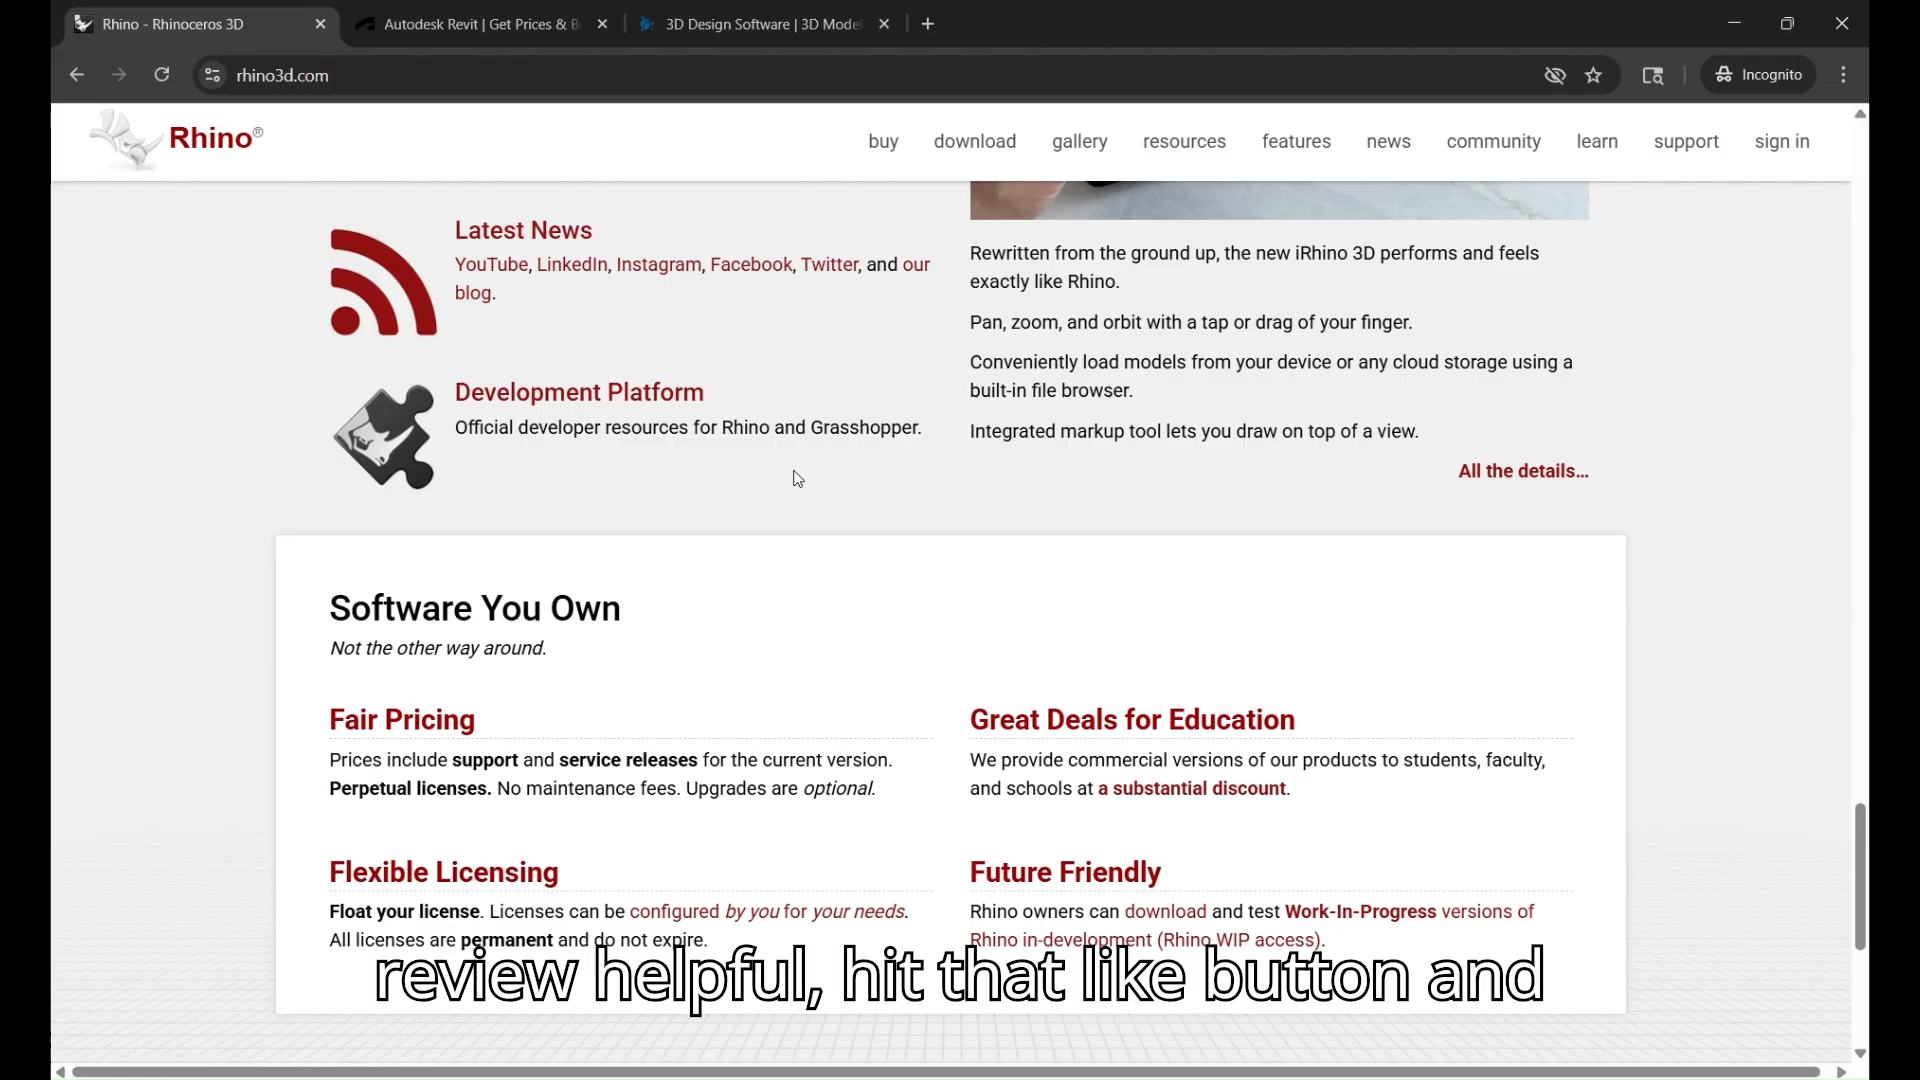 Rhino - Rhinoceros 3D
Autodesk Revit | Get Prices & B
3D Design Software | 3D Mode
rhino3d.com
Incognito
Rhino®
buy
download
gallery
resources
features
news
community
learn
support
sign in
Latest News
YouTube, LinkedIn, Instagram, Facebook, Twitter, and our
blog.
Development Platform
Official developer resources for Rhino and Grasshopper.
Rewritten from the ground up, the new iRhino 3D performs and feels
exactly like Rhino.
Pan, zoom, and orbit with a tap or drag of your finger.
Conveniently load models from your device or any cloud storage using a
built-in file browser.
Integrated markup tool lets you draw on top of a view.
All the details...
Software You Own
Not the other way around.
Fair Pricing
Prices include support and service releases for the current version.
Perpetual licenses. No maintenance fees. Upgrades are optional.
Great Deals for Education
We provide commercial versions of our products to students, faculty,
and schools at a substantial discount.
Flexible Licensing
Float your license. Licenses can be configured by you for your needs.
All licenses are permanent and do not expire.
Future Friendly
Rhino owners can download and test Work-In-Progress versions of
Rhino in-development (Rhino WIP access).
review helpful, hit that like button and